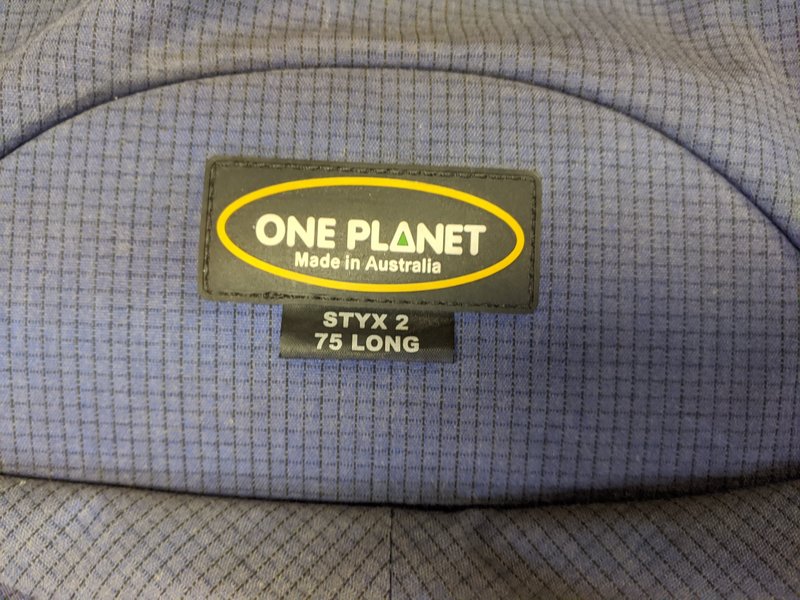 ONE PLANET
Made in Australia
STYX 2
75 LONG